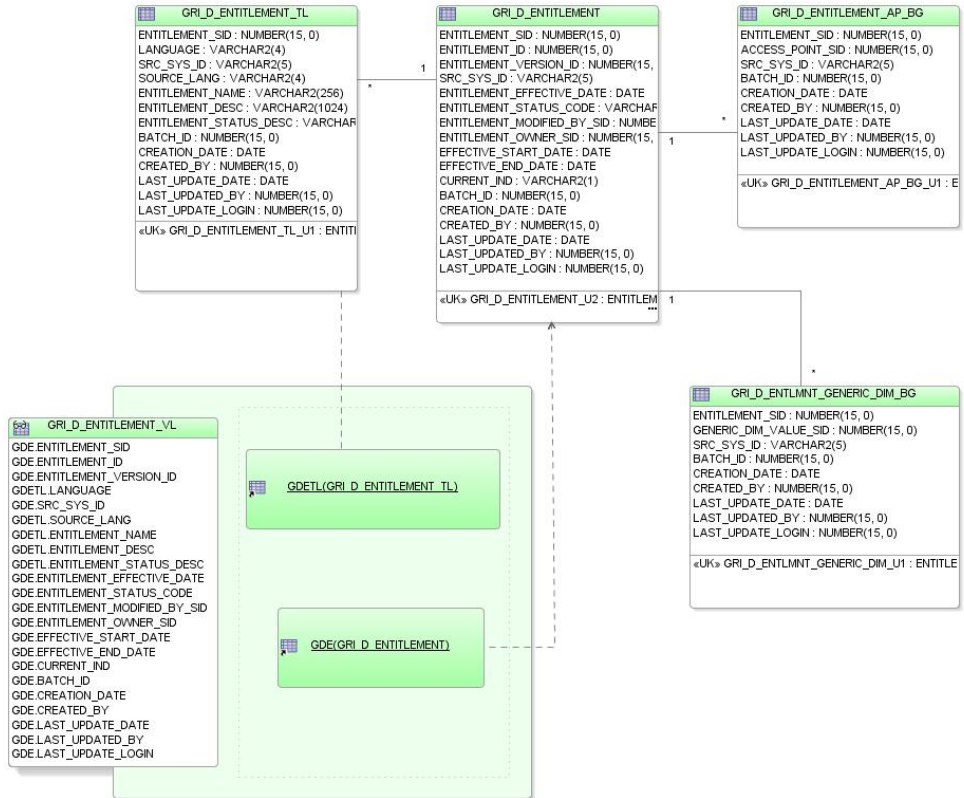 GRI_D_ENTITLEMENT_TL
ENTITLEMENT_SID : NUMBER(15, 0)
LANGUAGE : VARCHAR2(4)
SRC_SYS_ID : VARCHAR2(5)
SOURCE_LANG : VARCHAR2(4)
ENTITLEMENT_NAME : VARCHAR2(256)
ENTITLEMENT_DESC : VARCHAR2(1024)
ENTITLEMENT_STATUS_DESC : VARCHAR
BATCH_ID : NUMBER(15, 0)
CREATION_DATE : DATE
CREATED_BY : NUMBER(15, 0)
LAST_UPDATE_DATE : DATE
LAST_UPDATED_BY : NUMBER(15, 0)
LAST_UPDATE_LOGIN : NUMBER(15, 0)
«UK» GRI_D_ENTITLEMENT_TL_U1 : ENTITI
1
*
GRI_D_ENTITLEMENT
ENTITLEMENT_SID : NUMBER(15, 0)
ENTITLEMENT_ID : NUMBER(15, 0)
ENTITLEMENT_VERSION_ID : NUMBER(15,
SRC_SYS_ID : VARCHAR2(5)
ENTITLEMENT_EFFECTIVE_DATE : DATE
ENTITLEMENT_STATUS_CODE : VARCHAR
ENTITLEMENT_MODIFIED_BY_SID : NUMBE
ENTITLEMENT_OWNER_SID : NUMBER(15,
EFFECTIVE_START_DATE : DATE
EFFECTIVE_END_DATE : DATE
CURRENT_IND : VARCHAR2(1)
BATCH_ID : NUMBER(15, 0)
CREATION_DATE : DATE
CREATED_BY : NUMBER(15, 0)
LAST_UPDATE_DATE : DATE
LAST_UPDATED_BY : NUMBER(15, 0)
LAST_UPDATE_LOGIN : NUMBER(15, 0)
«UK» GRI_D_ENTITLEMENT_U2 : ENTITLEM
...
*
1
GRI_D_ENTITLEMENT_AP_BG
ENTITLEMENT_SID : NUMBER(15, 0)
ACCESS_POINT_SID : NUMBER(15, 0)
SRC_SYS_ID : VARCHAR2(5)
BATCH_ID : NUMBER(15, 0)
CREATION_DATE : DATE
CREATED_BY : NUMBER(15, 0)
LAST_UPDATE_DATE : DATE
LAST_UPDATED_BY : NUMBER(15, 0)
LAST_UPDATE_LOGIN : NUMBER(15, 0)
«UK» GRI_D_ENTITLEMENT_AP_BG_U1 : E
1
*
GRI_D_ENTLMNT_GENERIC_DIM_BG
ENTITLEMENT_SID : NUMBER(15, 0)
GENERIC_DIM_VALUE_SID : NUMBER(15, 0)
SRC_SYS_ID : VARCHAR2(5)
BATCH_ID : NUMBER(15, 0)
CREATION_DATE : DATE
CREATED_BY : NUMBER(15, 0)
LAST_UPDATE_DATE : DATE
LAST_UPDATED_BY : NUMBER(15, 0)
LAST_UPDATE_LOGIN : NUMBER(15, 0)
«UK» GRI_D_ENTLMNT_GENERIC_DIM_U1 : ENTITLE
GRI_D_ENTITLEMENT_VL
GDE.ENTITLEMENT_SID
GDE.ENTITLEMENT_ID
GDE.ENTITLEMENT_VERSION_ID
GDETL.LANGUAGE
GDE.SRC_SYS_ID
GDETL.SOURCE_LANG
GDETL.ENTITLEMENT_NAME
GDETL.ENTITLEMENT_DESC
GDETL.ENTITLEMENT_STATUS_DESC
GDE.ENTITLEMENT_EFFECTIVE_DATE
GDE.ENTITLEMENT_STATUS_CODE
GDE.ENTITLEMENT_MODIFIED_BY_SID
GDE.ENTITLEMENT_OWNER_SID
GDE.EFFECTIVE_START_DATE
GDE.EFFECTIVE_END_DATE
GDE.CURRENT_IND
GDE.BATCH_ID
GDE.CREATION_DATE
GDE.CREATED_BY
GDE.LAST_UPDATE_DATE
GDE.LAST_UPDATED_BY
GDE.LAST_UPDATE_LOGIN
GDETL(GRI_D_ENTITLEMENT_TL)
GDE(GRI_D_ENTITLEMENT)